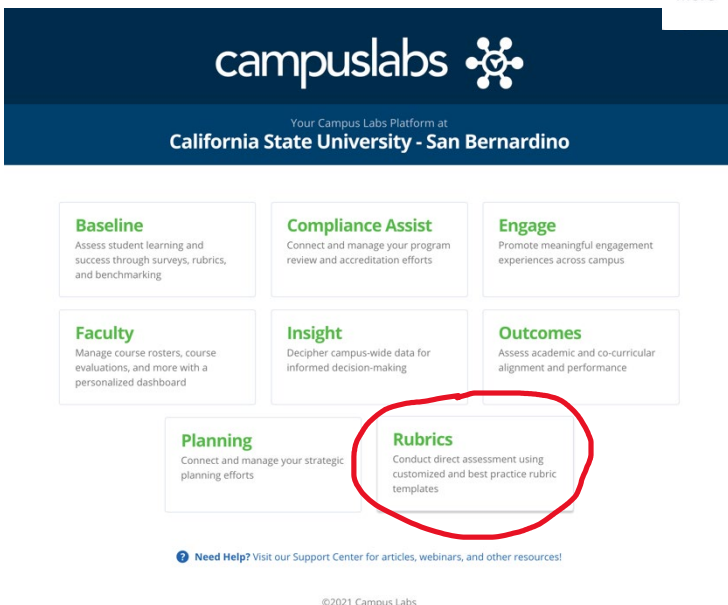 campuslabs
Your Campus Labs Platform at
California State University - San Bernardino
Baseline
Assess student learning and
success through surveys, rubrics,
and benchmarking
Compliance Assist
Connect and manage your program
review and accreditation efforts
Engage
Promote meaningful engagement
experiences across campus
Faculty
Manage course rosters, course
evaluations, and more with a
personalized dashboard
Insight
Decipher campus-wide data for
informed decision-making
Outcomes
Assess academic and co-curricular
alignment and performance
Planning
Connect and manage your strategic
planning efforts
Rubrics
Conduct direct assessment using
customized and best practice rubric
templates
? Need Help? Visit our Support Center for articles, webinars, and other resources!
©2021 Campus Labs